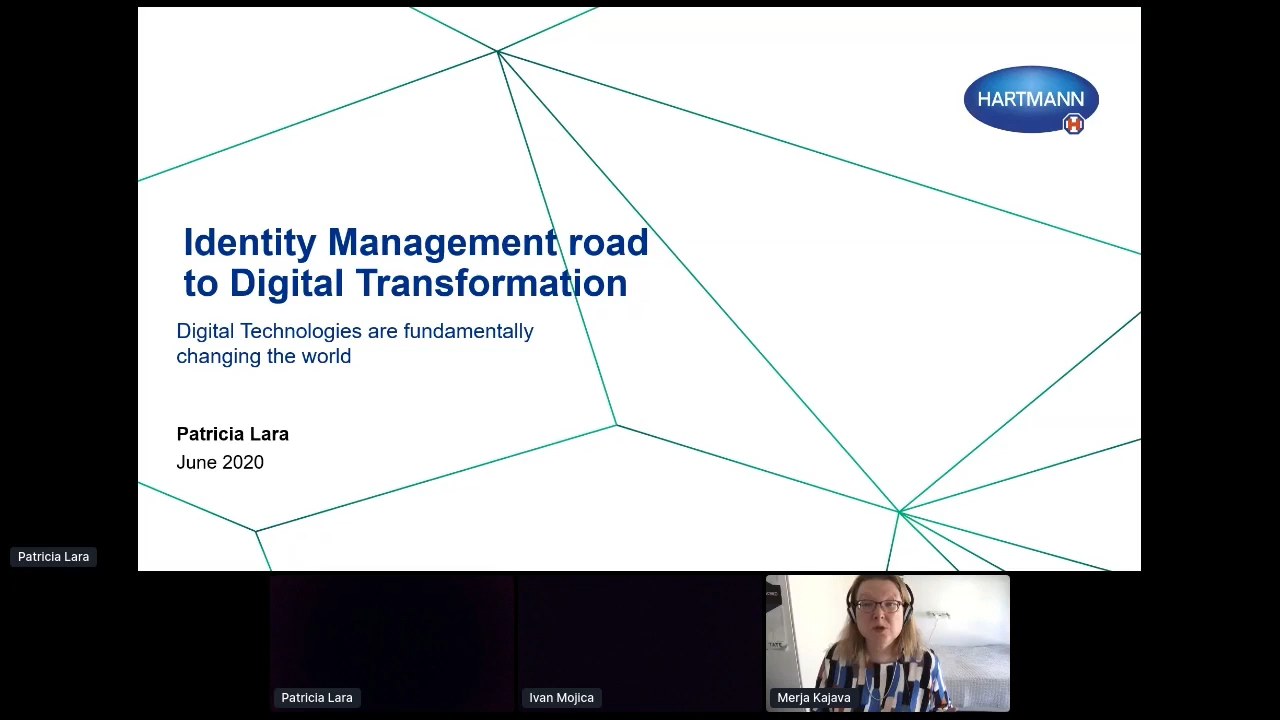 HARTMANN
Identity Management road
to Digital Transformation
Digital Technologies are fundamentally
changing the world
Patricia Lara
June 2020
Patricia Lara
Patricia Lara
Ivan Mojica
Merja Kajava